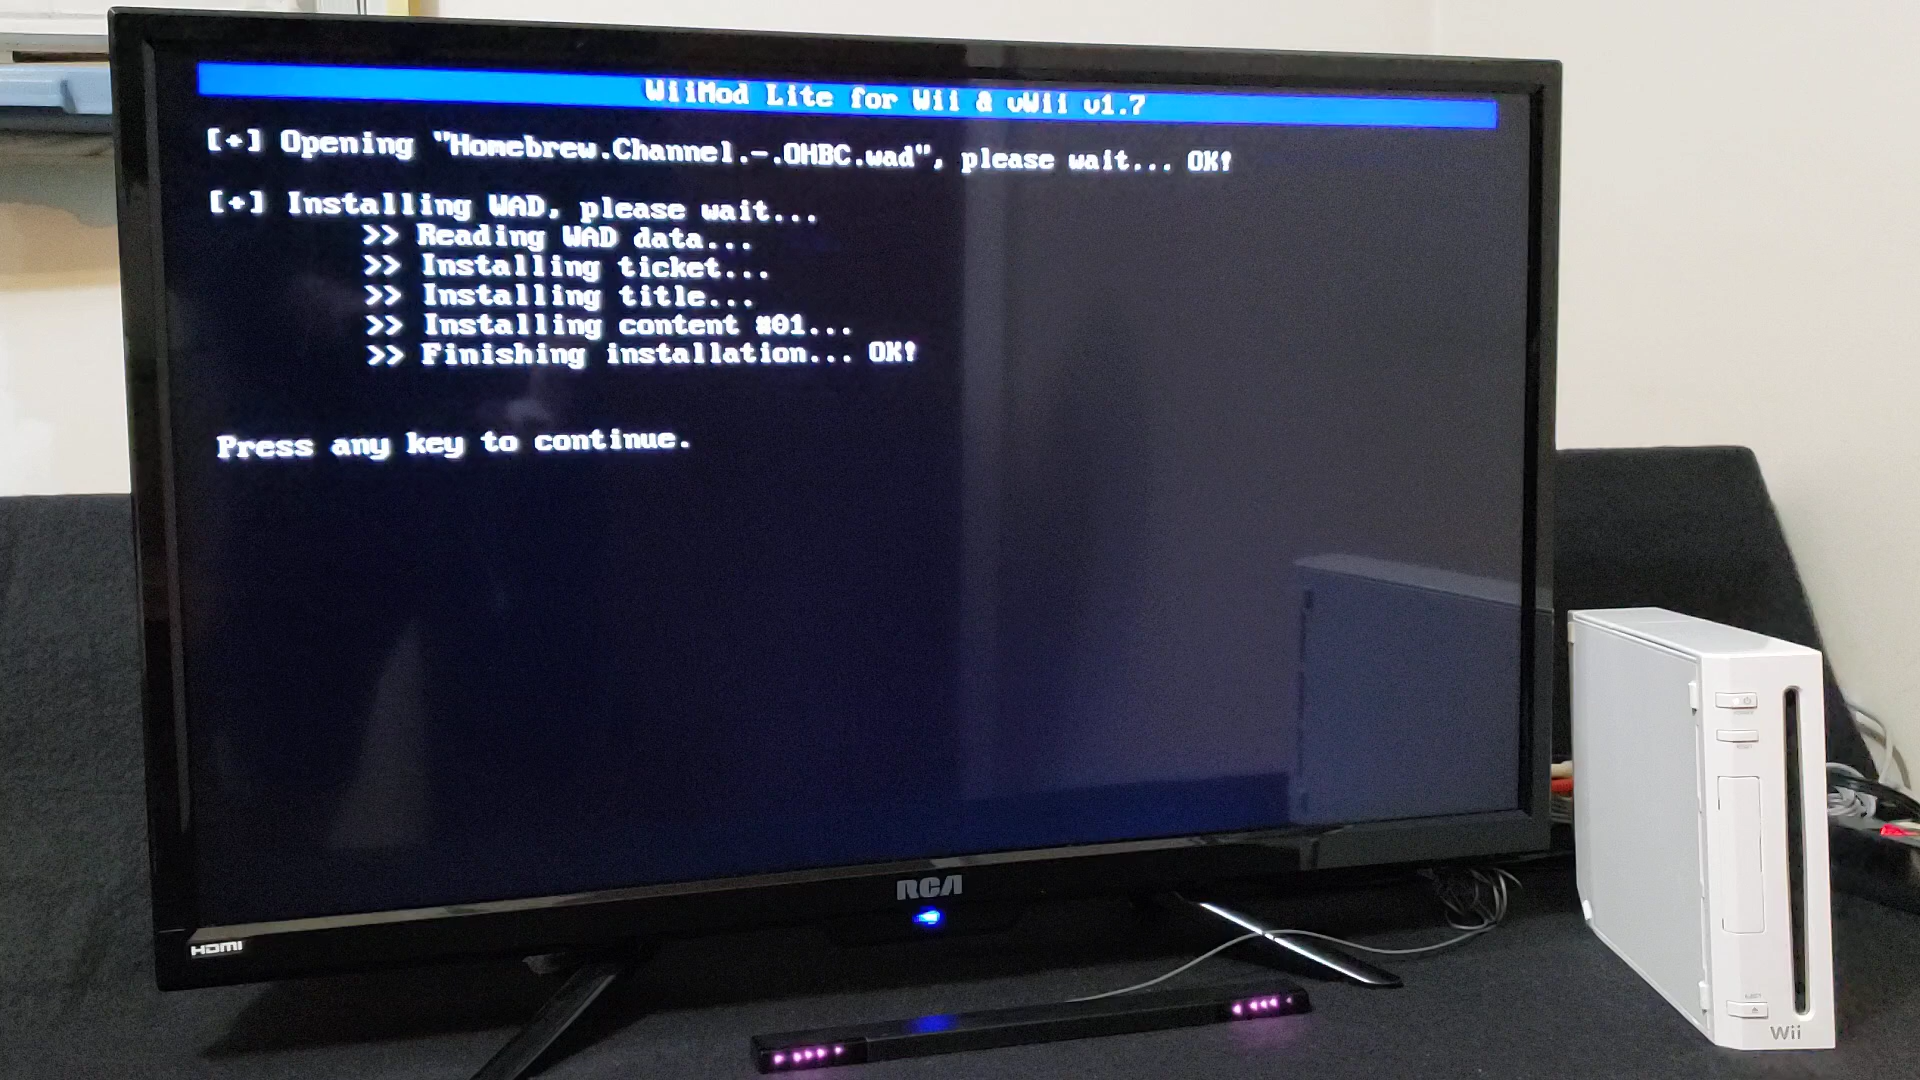 WiiMod Lite for Wii & vWii v1.7
[+] Opening "Homebrew.Channel.-.OHBC.wad", please wait... OK!
[+] Installing WAD, please wait...
>> Reading WAD data...
>> Installing ticket...
>> Installing title...
>> Installing content #01...
>> Finishing installation... OK!
Press any key to continue.
RCA
HDMI
Wii